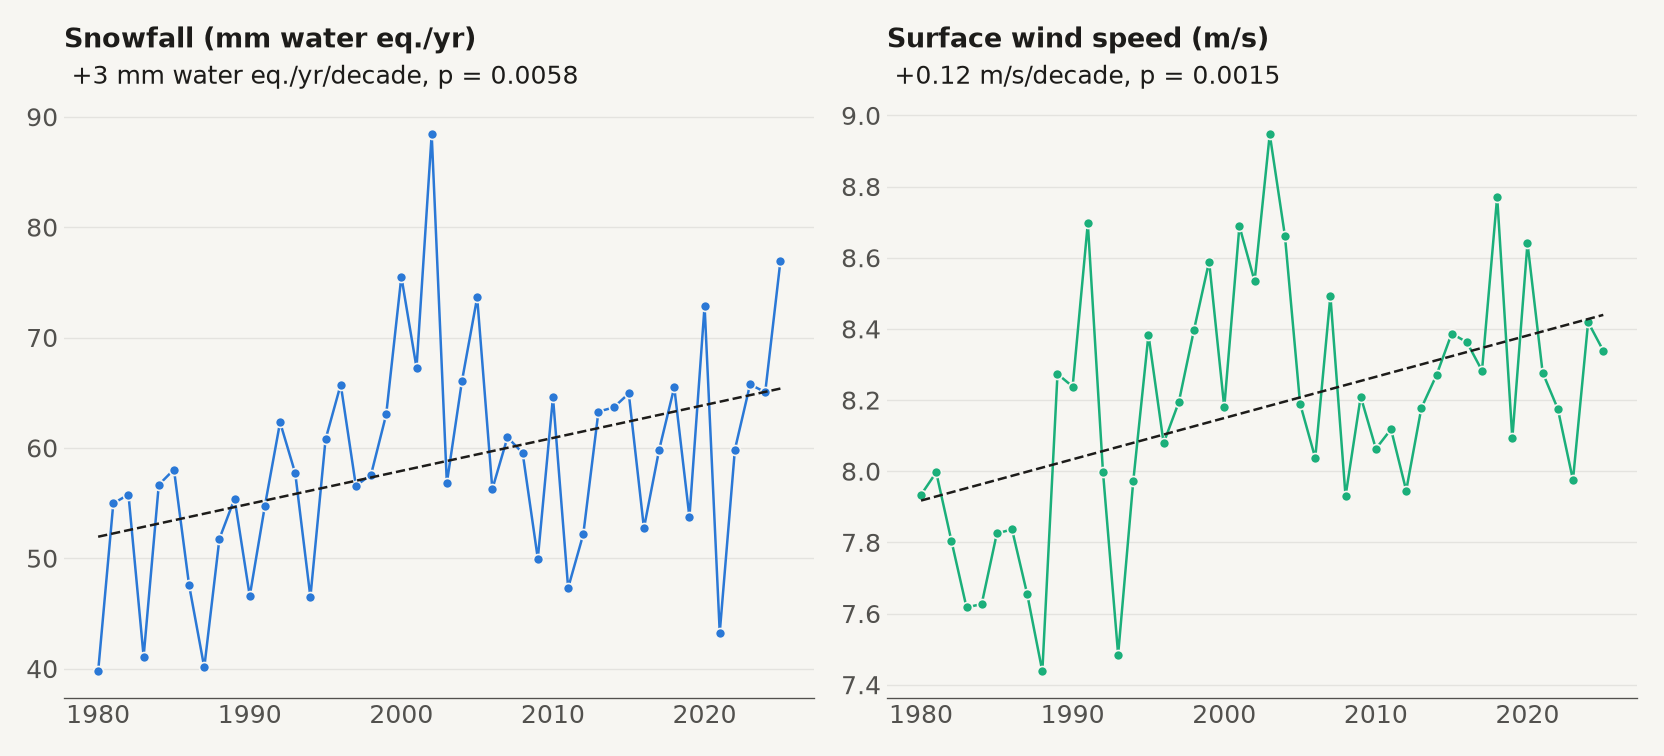 Snowfall (mm water eq./yr)
+3 mm water eq./yr/decade, p = 0.0058
90
80
70
60
50
40
1980 1990 2000 2010 2020
Surface wind speed (m/s)
+0.12 m/s/decade, p = 0.0015
9.0
8.8
8.6
8.4
8.2
8.0
7.8
7.6
7.4
1980 1990 2000 2010 2020